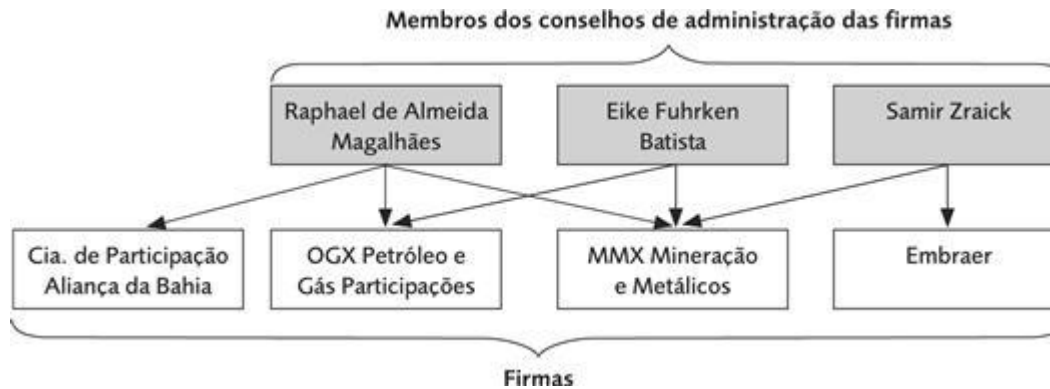 Membros dos conselhos de administração das firmas
Raphael de Almeida
Magalhães
Eike Fuhrken
Batista
Samir Zraick
Cia. de Participação
Aliança da Bahia
OGX Petróleo e
Gás Participações
MMX Mineração
e Metálicos
Embraer
Firmas